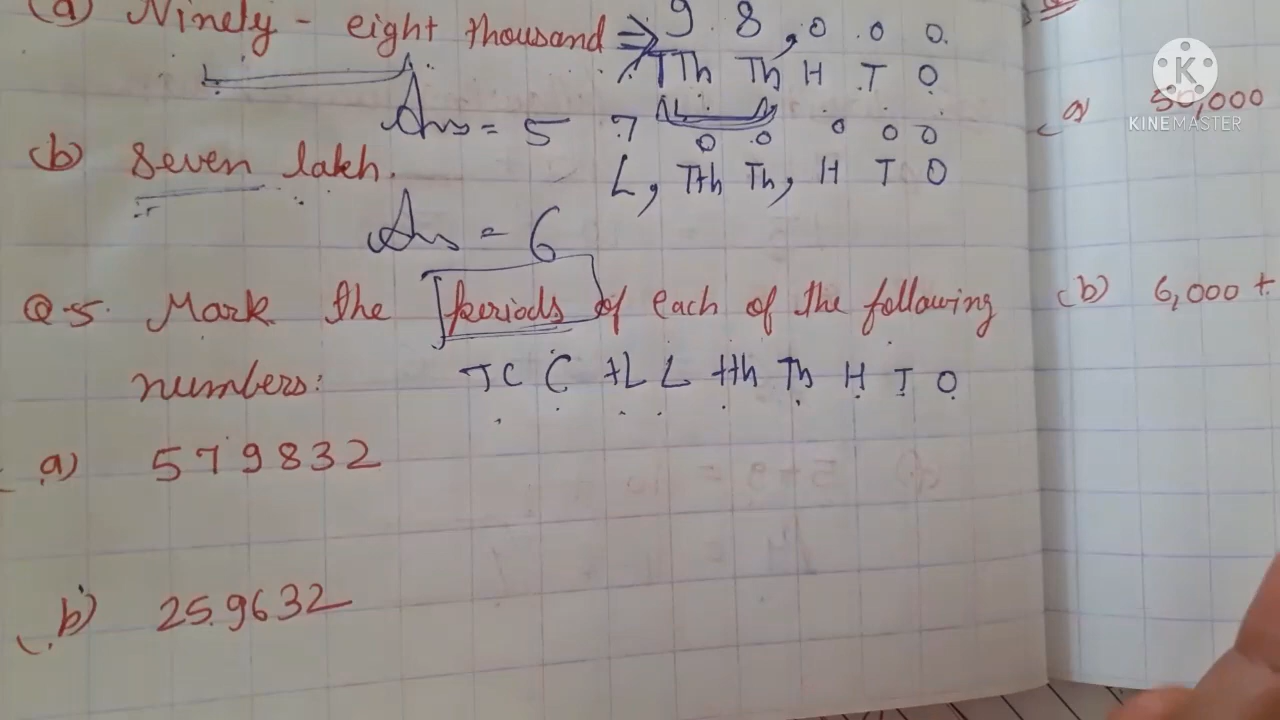 (a) Ninety - eight thousand ⇒ 9 8, 0 0 0
TTh Th H T O
Ans = 5
7 0 0 0 0 0
(b) Seven lakh.
L, Tth Th, H T O
Ans = 6
Q.5. Mark the periods of each of the following
numbers:
TC C tL L tth Th H T O
a) 579832
b) 259632
(a) 50,000
(b) 6,000 +
K
KINEMASTER